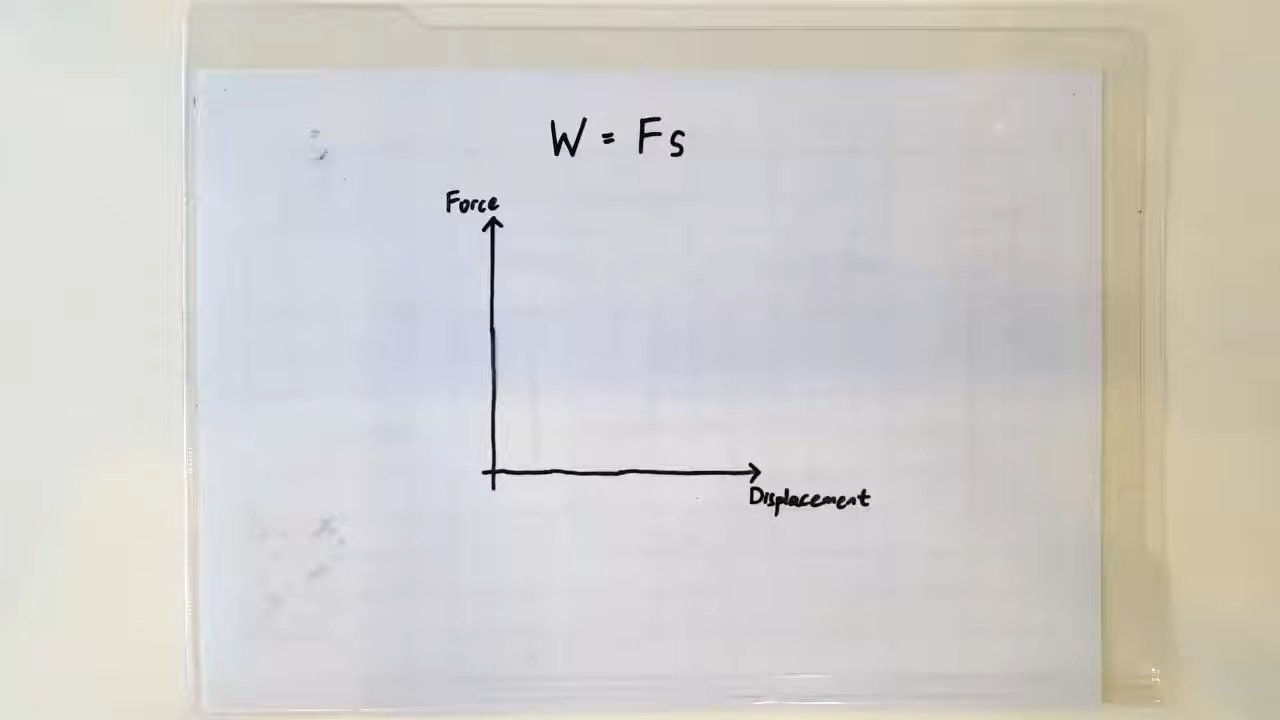 W = Fs
Force
Displacement